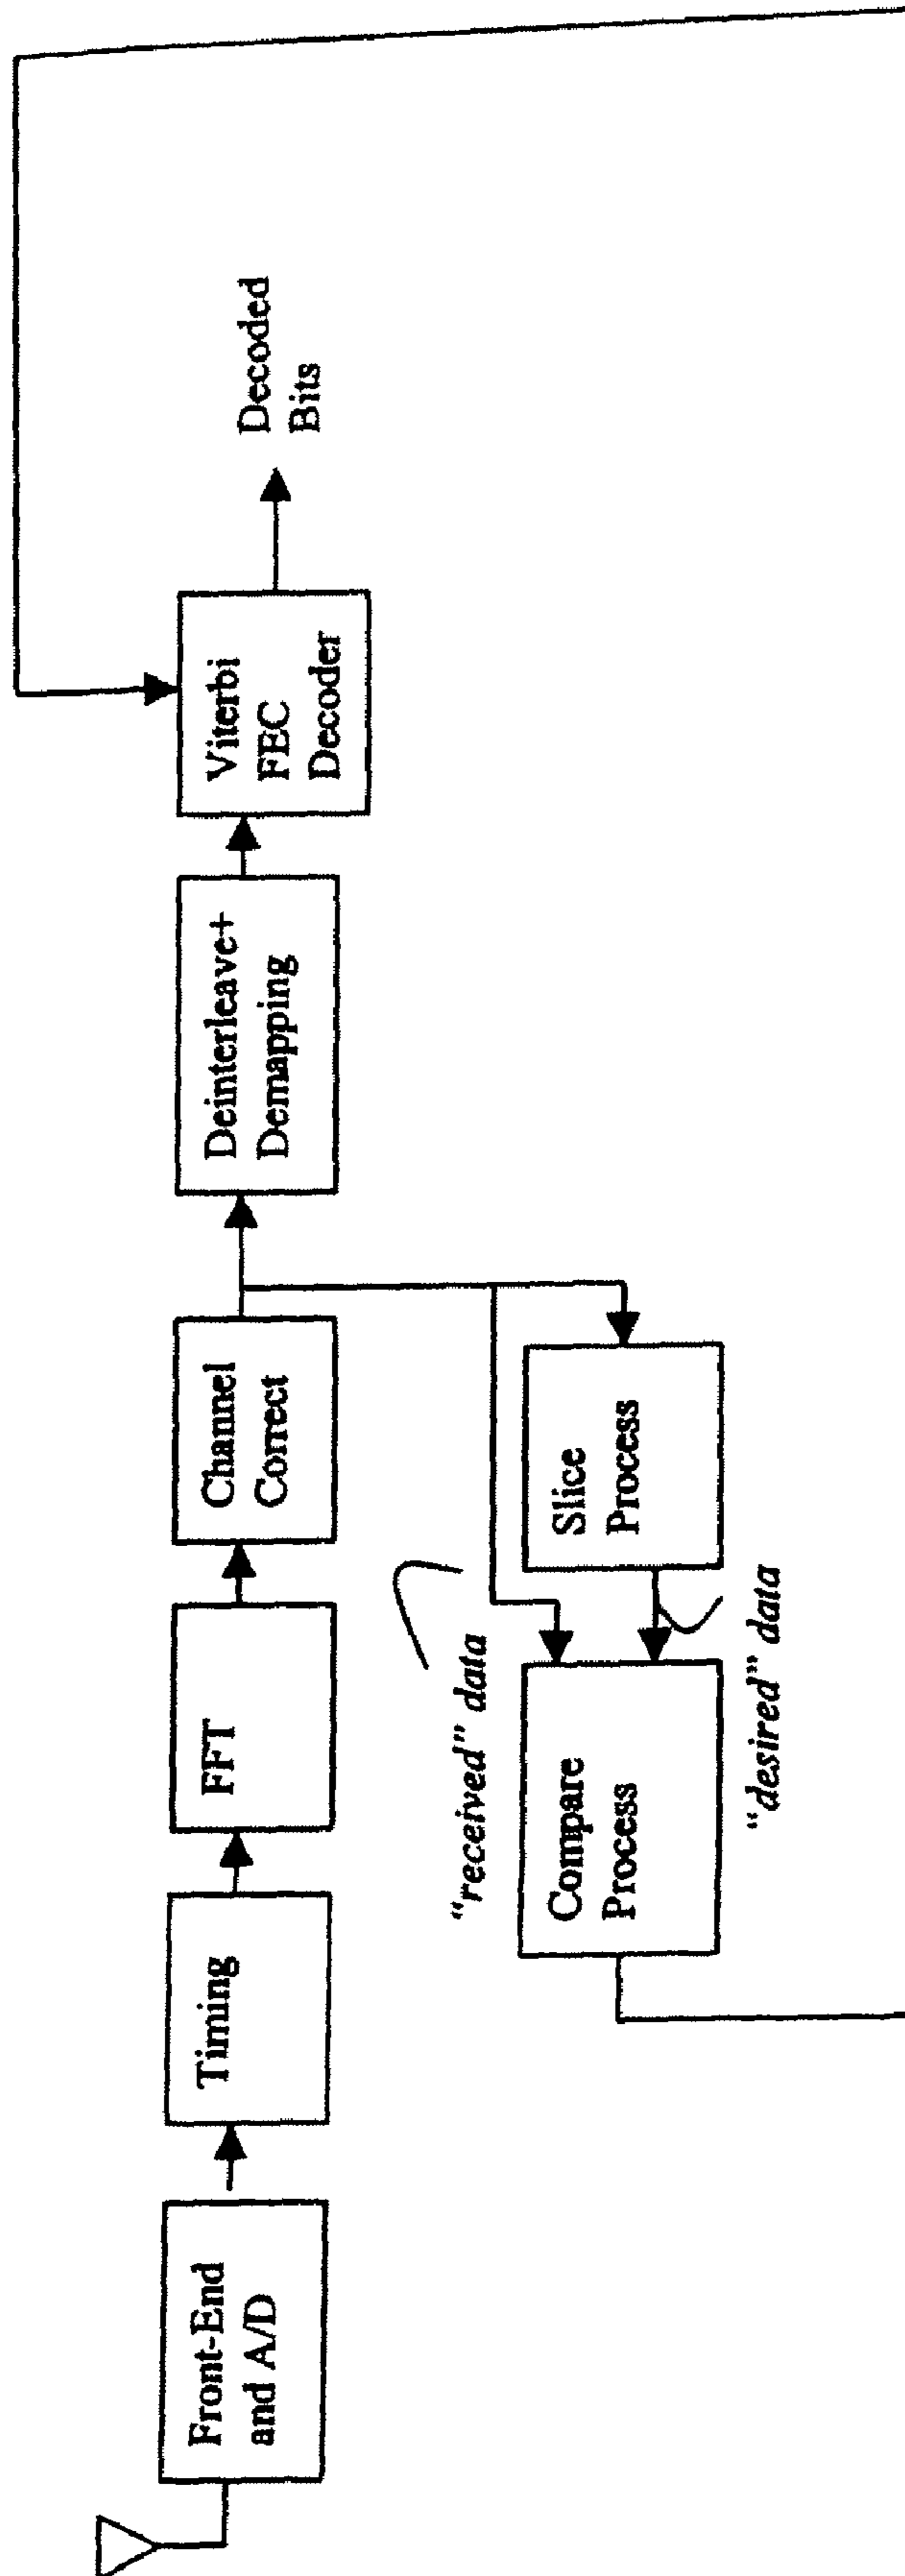 Front-End
and A/D
Timing
FFT
Channel
Correct
Deinterleave+
Demapping
Viterbi
FEC
Decoder
Decoded
Bits
"received" data
Compare
Process
Slice
Process
"desired" data